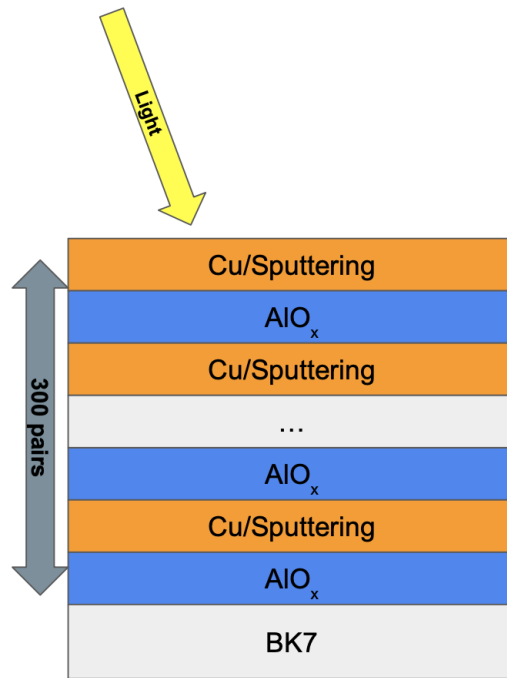 Light
Cu/Sputtering
AlOₓ
Cu/Sputtering
...
AlOₓ
Cu/Sputtering
AlOₓ
BK7
300 pairs